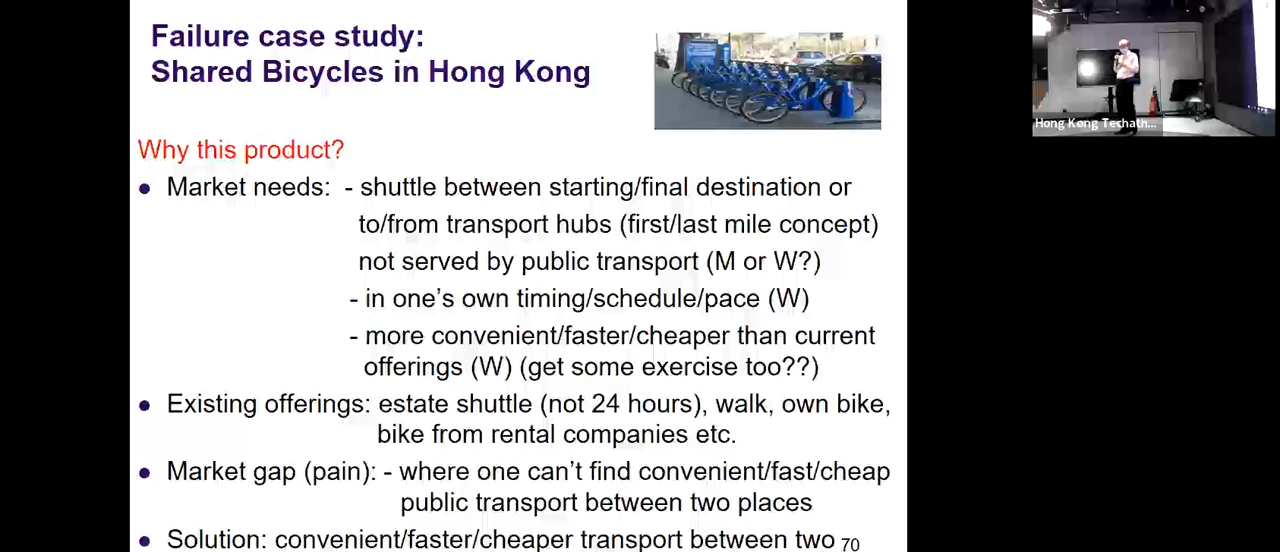 Failure case study:
Shared Bicycles in Hong Kong
Why this product?
● Market needs: - shuttle between starting/final destination or
to/from transport hubs (first/last mile concept)
not served by public transport (M or W?)
- in one’s own timing/schedule/pace (W)
- more convenient/faster/cheaper than current
offerings (W) (get some exercise too??)
● Existing offerings: estate shuttle (not 24 hours), walk, own bike,
bike from rental companies etc.
● Market gap (pain): - where one can’t find convenient/fast/cheap
public transport between two places
● Solution: convenient/faster/cheaper transport between two
70
Hong Kong Techath...